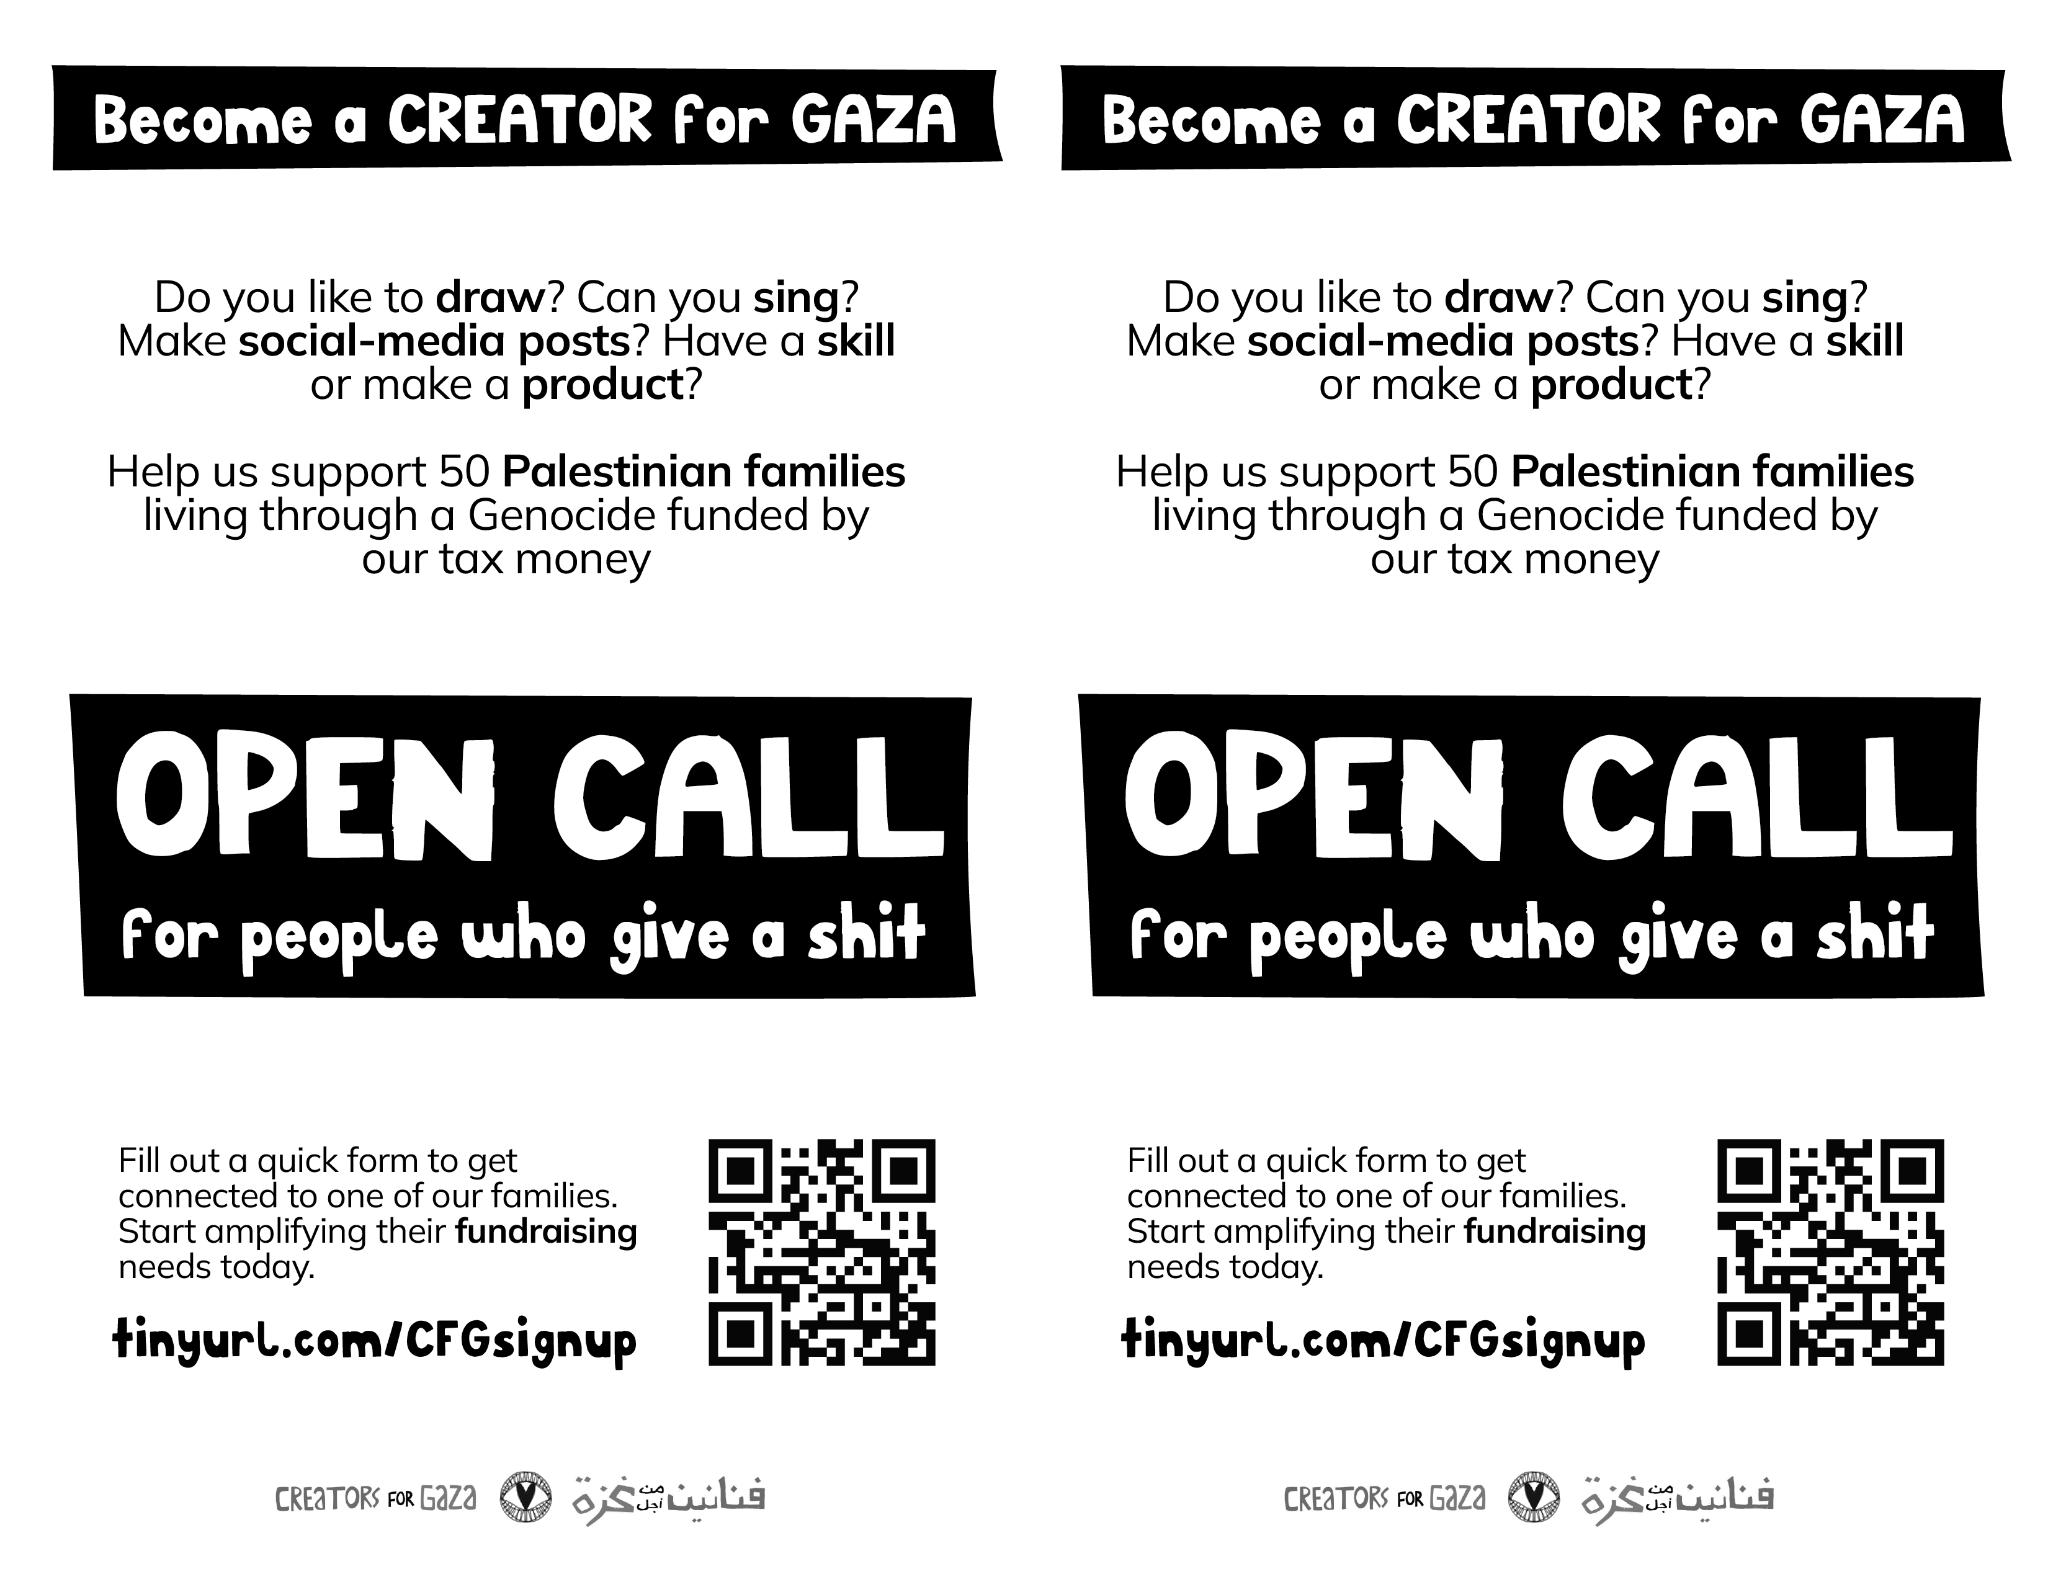 Become a CREATOR for GAZA
Do you like to draw? Can you sing?
Make social-media posts? Have a skill
or make a product?
Help us support 50 Palestinian families
living through a Genocide funded by
our tax money
OPEN CALL
for people who give a shit
Fill out a quick form to get
connected to one of our families.
Start amplifying their fundraising
needs today.
tinyurl.com/CFGsignup
CREATORS FOR GAZA
فنانين من أجل غزة
Become a CREATOR for GAZA
Do you like to draw? Can you sing?
Make social-media posts? Have a skill
or make a product?
Help us support 50 Palestinian families
living through a Genocide funded by
our tax money
OPEN CALL
for people who give a shit
Fill out a quick form to get
connected to one of our families.
Start amplifying their fundraising
needs today.
tinyurl.com/CFGsignup
CREATORS FOR GAZA
فنانين من أجل غزة